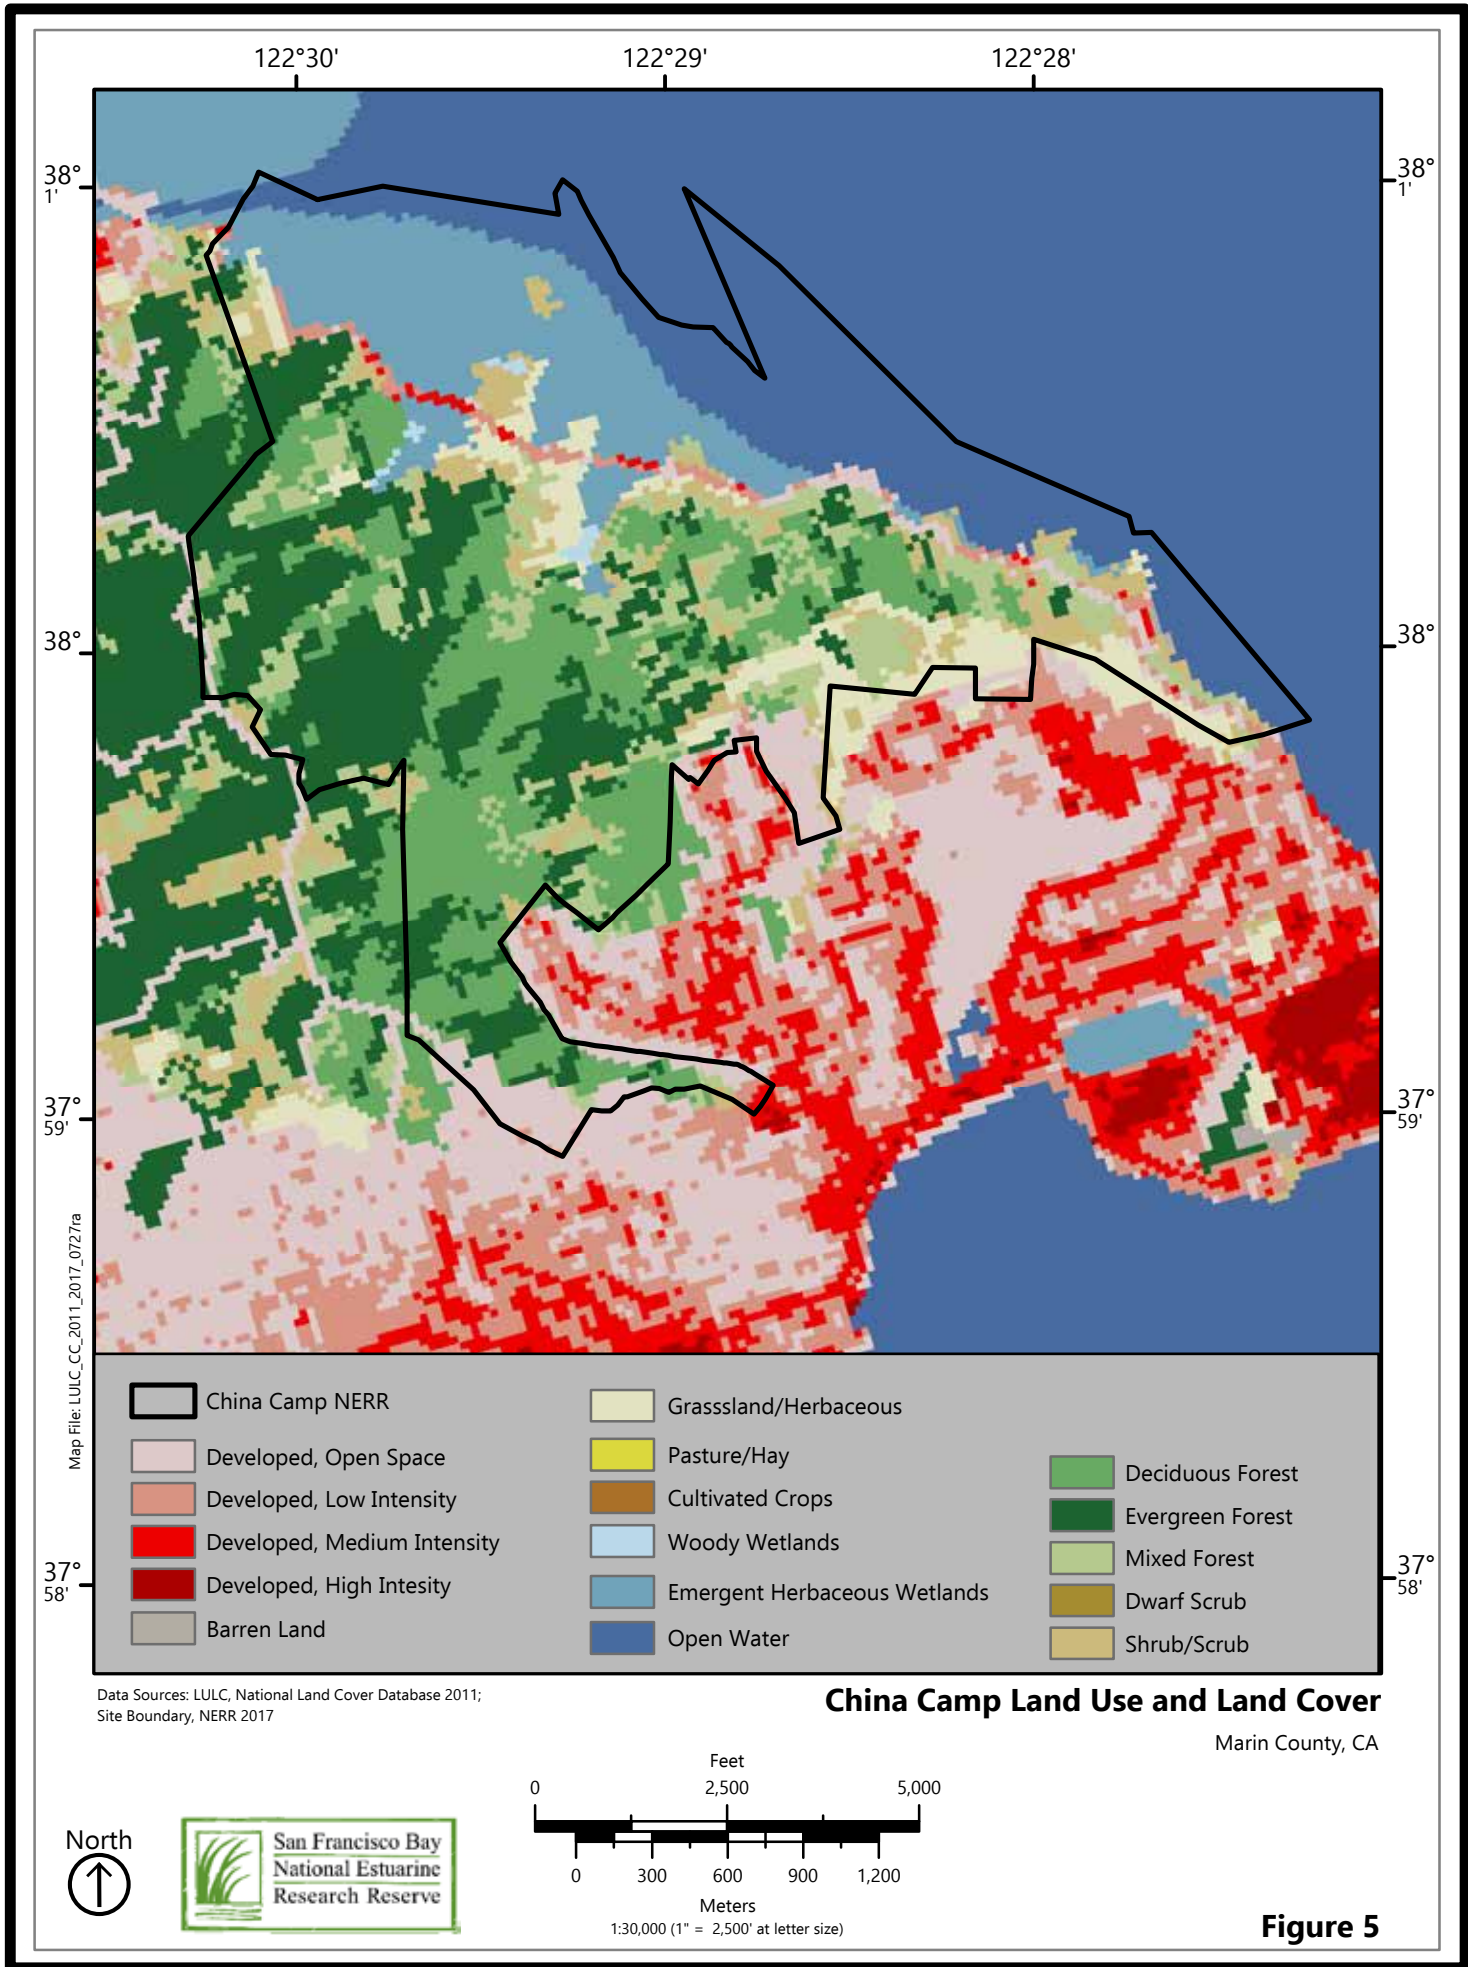 122°30'
122°29'
122°28'
38°
1'
38°
1'
38°
38°
37°
59'
37°
59'
37°
58'
37°
58'
Map File: LULC_CC_2011_2017_0727ra
China Camp NERR
Developed, Open Space
Developed, Low Intensity
Developed, Medium Intensity
Developed, High Intesity
Barren Land
Grasssland/Herbaceous
Pasture/Hay
Cultivated Crops
Woody Wetlands
Emergent Herbaceous Wetlands
Open Water
Deciduous Forest
Evergreen Forest
Mixed Forest
Dwarf Scrub
Shrub/Scrub
Data Sources: LULC, National Land Cover Database 2011;
Site Boundary, NERR 2017
China Camp Land Use and Land Cover
Marin County, CA
Feet
0 2,500 5,000
0 300 600 900 1,200
Meters
1:30,000 (1" = 2,500' at letter size)
North
San Francisco Bay
National Estuarine
Research Reserve
Figure 5